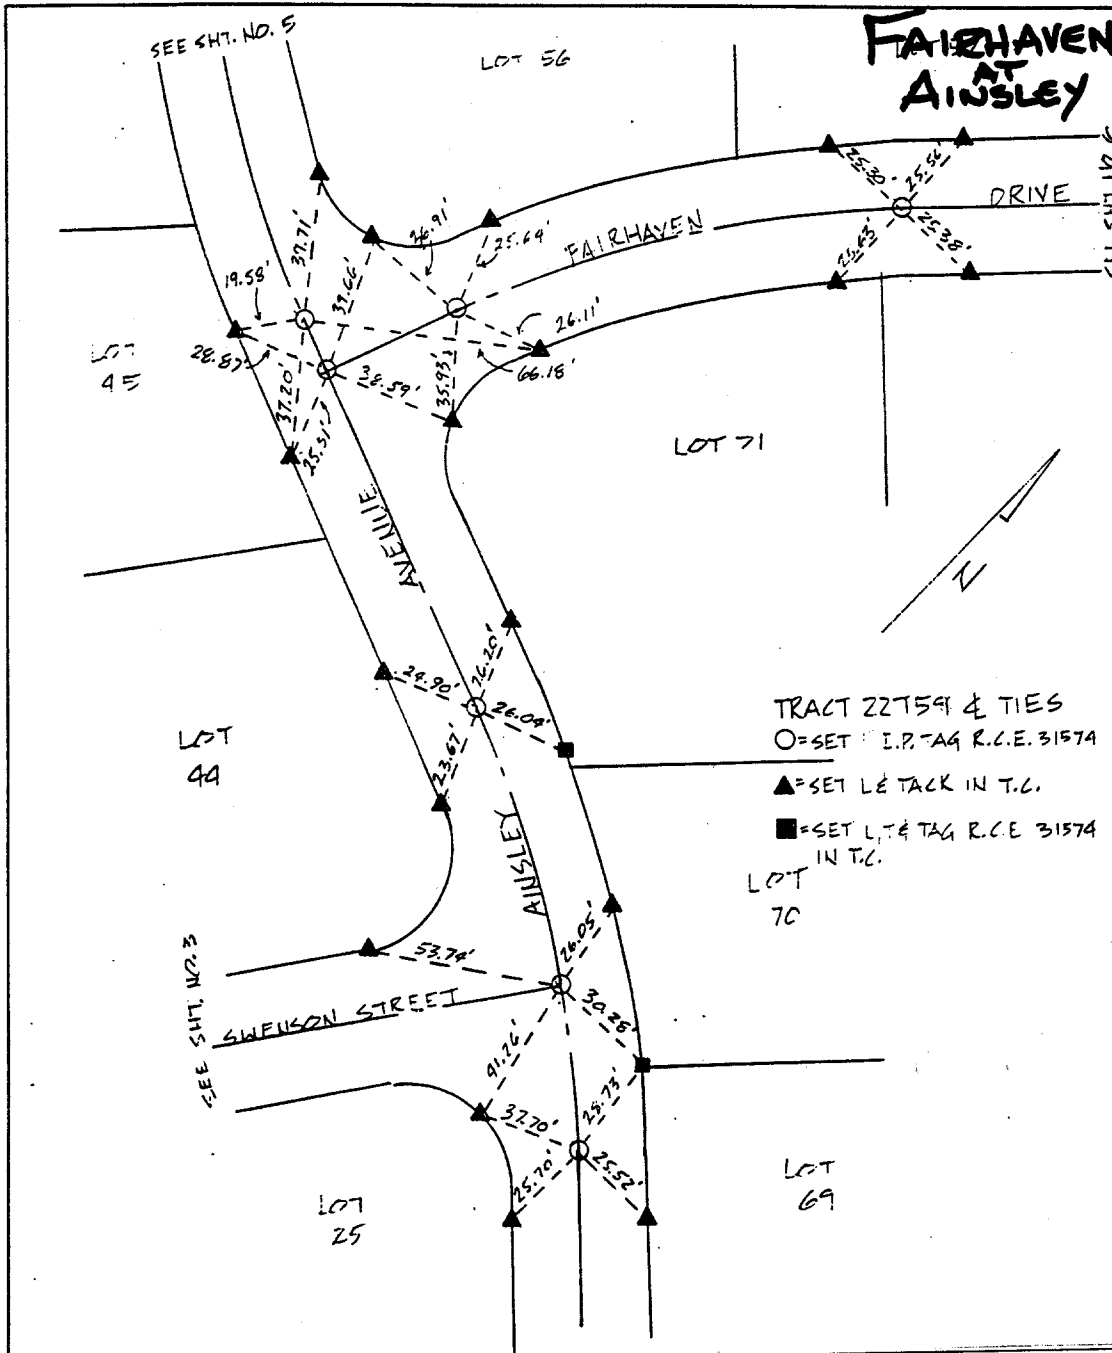 FAIRHAVEN
AT
AINSLEY
SEE SHT. NO. 5
LOT 56
DRIVE
FAIRHAVEN
25.56'
25.38'
25.63'
37.71'
26.91'
25.64'
19.58'
37.66'
26.11'
LOT
45
28.87'
38.59'
35.93'
66.18'
37.20'
25.51'
LOT 71
AVENUE
N
26.20'
24.90'
26.04'
23.67'
TRACT 22759 & TIES
O=SET I.P. TAG R.C.E. 31574
▲=SET L& TACK IN T.C.
■=SET L,T& TAG R.C.E 31574
IN T.C.
LOT
44
AINSLEY
LOT
70
26.05'
53.74'
SEE SHT. NO. 3
SWENSON STREET
30.28'
41.26'
28.73'
37.70'
25.70'
25.52'
LOT
25
LOT
69